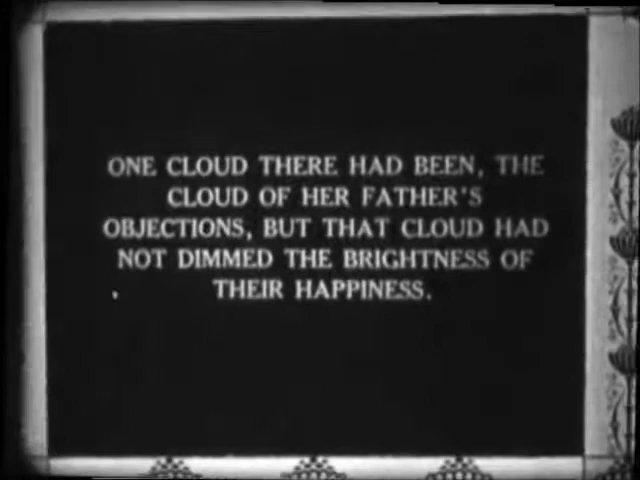 ONE CLOUD THERE HAD BEEN, THE
CLOUD OF HER FATHER'S
OBJECTIONS, BUT THAT CLOUD HAD
NOT DIMMED THE BRIGHTNESS OF
THEIR HAPPINESS.